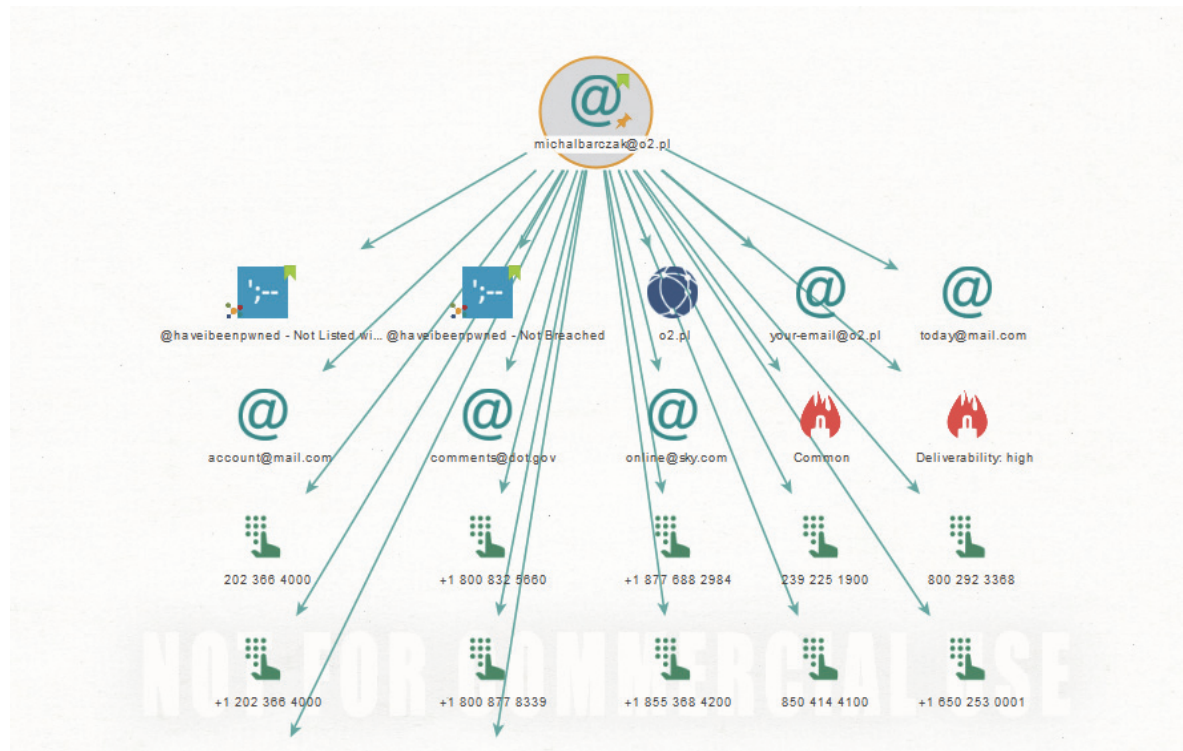 michalbarczak@o2.pl
';--
';--
@haveibeenpwned - Not Listed wi...
@haveibeenpwned - Not Breached
o2.pl
your-email@o2.pl
today@mail.com
account@mail.com
comments@dot.gov
online@sky.com
Common
Deliverability: high
202 366 4000
+1 800 832 5660
+1 877 688 2984
239 225 1900
800 292 3368
NOT FOR COMMERCIAL USE
+1 202 366 4000
+1 800 877 8339
+1 855 368 4200
850 414 4100
+1 650 253 0001